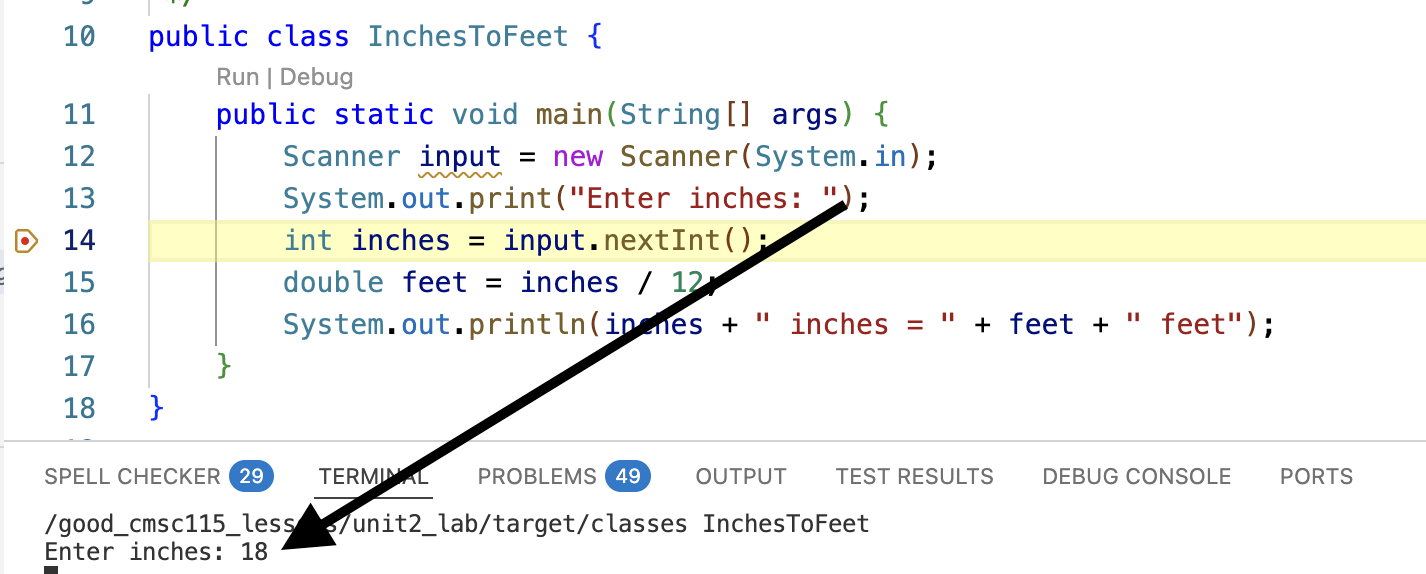 */
10 public class InchesToFeet {
Run | Debug
11 public static void main(String[] args) {
12 Scanner input = new Scanner(System.in);
13 System.out.print("Enter inches: ");
14 int inches = input.nextInt();
15 double feet = inches / 12;
16 System.out.println(inches + " inches = " + feet + " feet");
17 }
18 }
SPELL CHECKER 29 TERMINAL PROBLEMS 49 OUTPUT TEST RESULTS DEBUG CONSOLE PORTS
/good_cmsc115_lessons/unit2_lab/target/classes InchesToFeet
Enter inches: 18